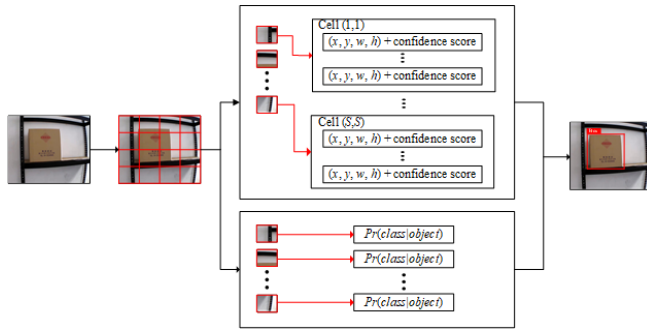 Cell (1,1)
(x, y, w, h) + confidence score
(x, y, w, h) + confidence score
Cell (S,S)
(x, y, w, h) + confidence score
(x, y, w, h) + confidence score
Pr(class|object)
Pr(class|object)
Pr(class|object)